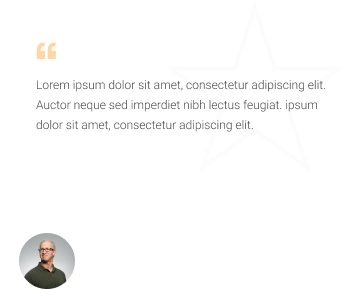 “
Lorem ipsum dolor sit amet, consectetur adipiscing elit.
Auctor neque sed imperdiet nibh lectus feugiat. ipsum
dolor sit amet, consectetur adipiscing elit.